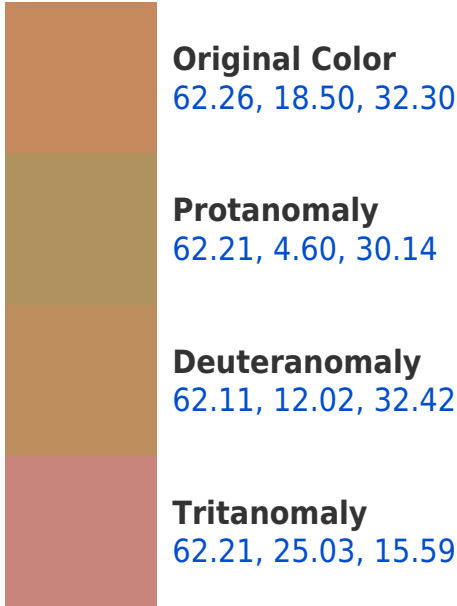 Original Color
62.26, 18.50, 32.30
Protanomaly
62.21, 4.60, 30.14
Deuteranomaly
62.11, 12.02, 32.42
Tritanomaly
62.21, 25.03, 15.59